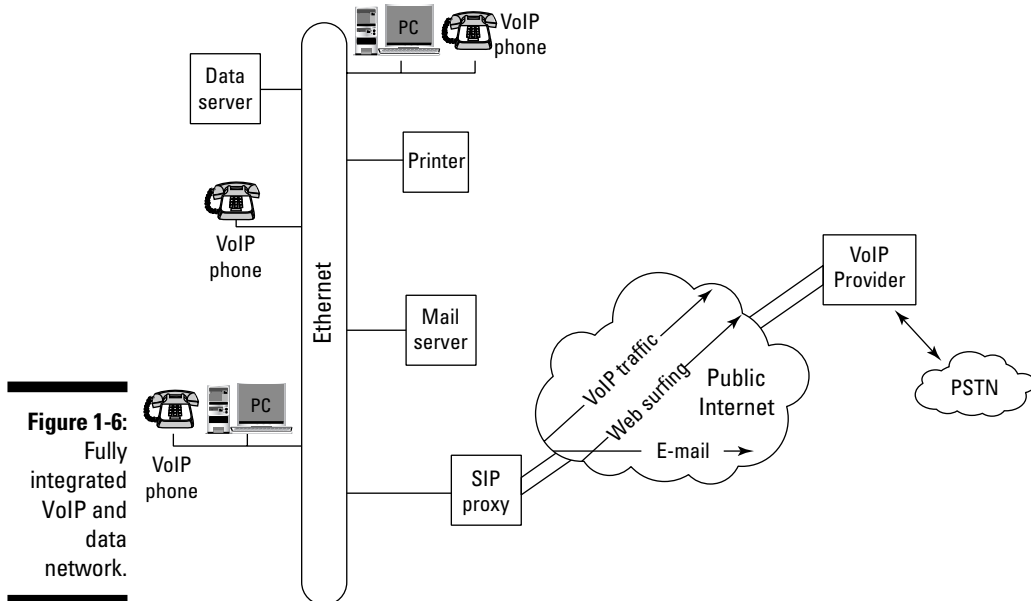 PC
VoIP
phone
Data
server
Printer
VoIP
phone
Ethernet
Mail
server
VoIP
Provider
VoIP traffic
Web surfing
Public
Internet
E-mail
PSTN
PC
VoIP
phone
SIP
proxy
Figure 1-6:
Fully
integrated
VoIP and
data
network.